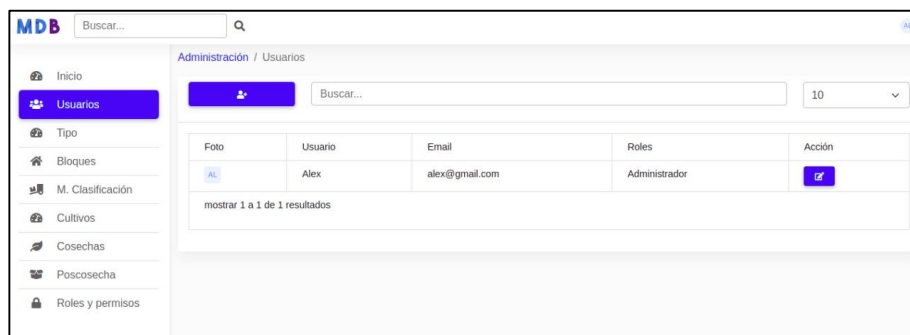 MDB Buscar... AL
Administración / Usuarios
Inicio
Usuarios
Tipo
Bloques
M. Clasificación
Cultivos
Cosechas
Poscosecha
Roles y permisos
Buscar... 10
Foto Usuario Email Roles Acción
AL Alex alex@gmail.com Administrador
mostrar 1 a 1 de 1 resultados